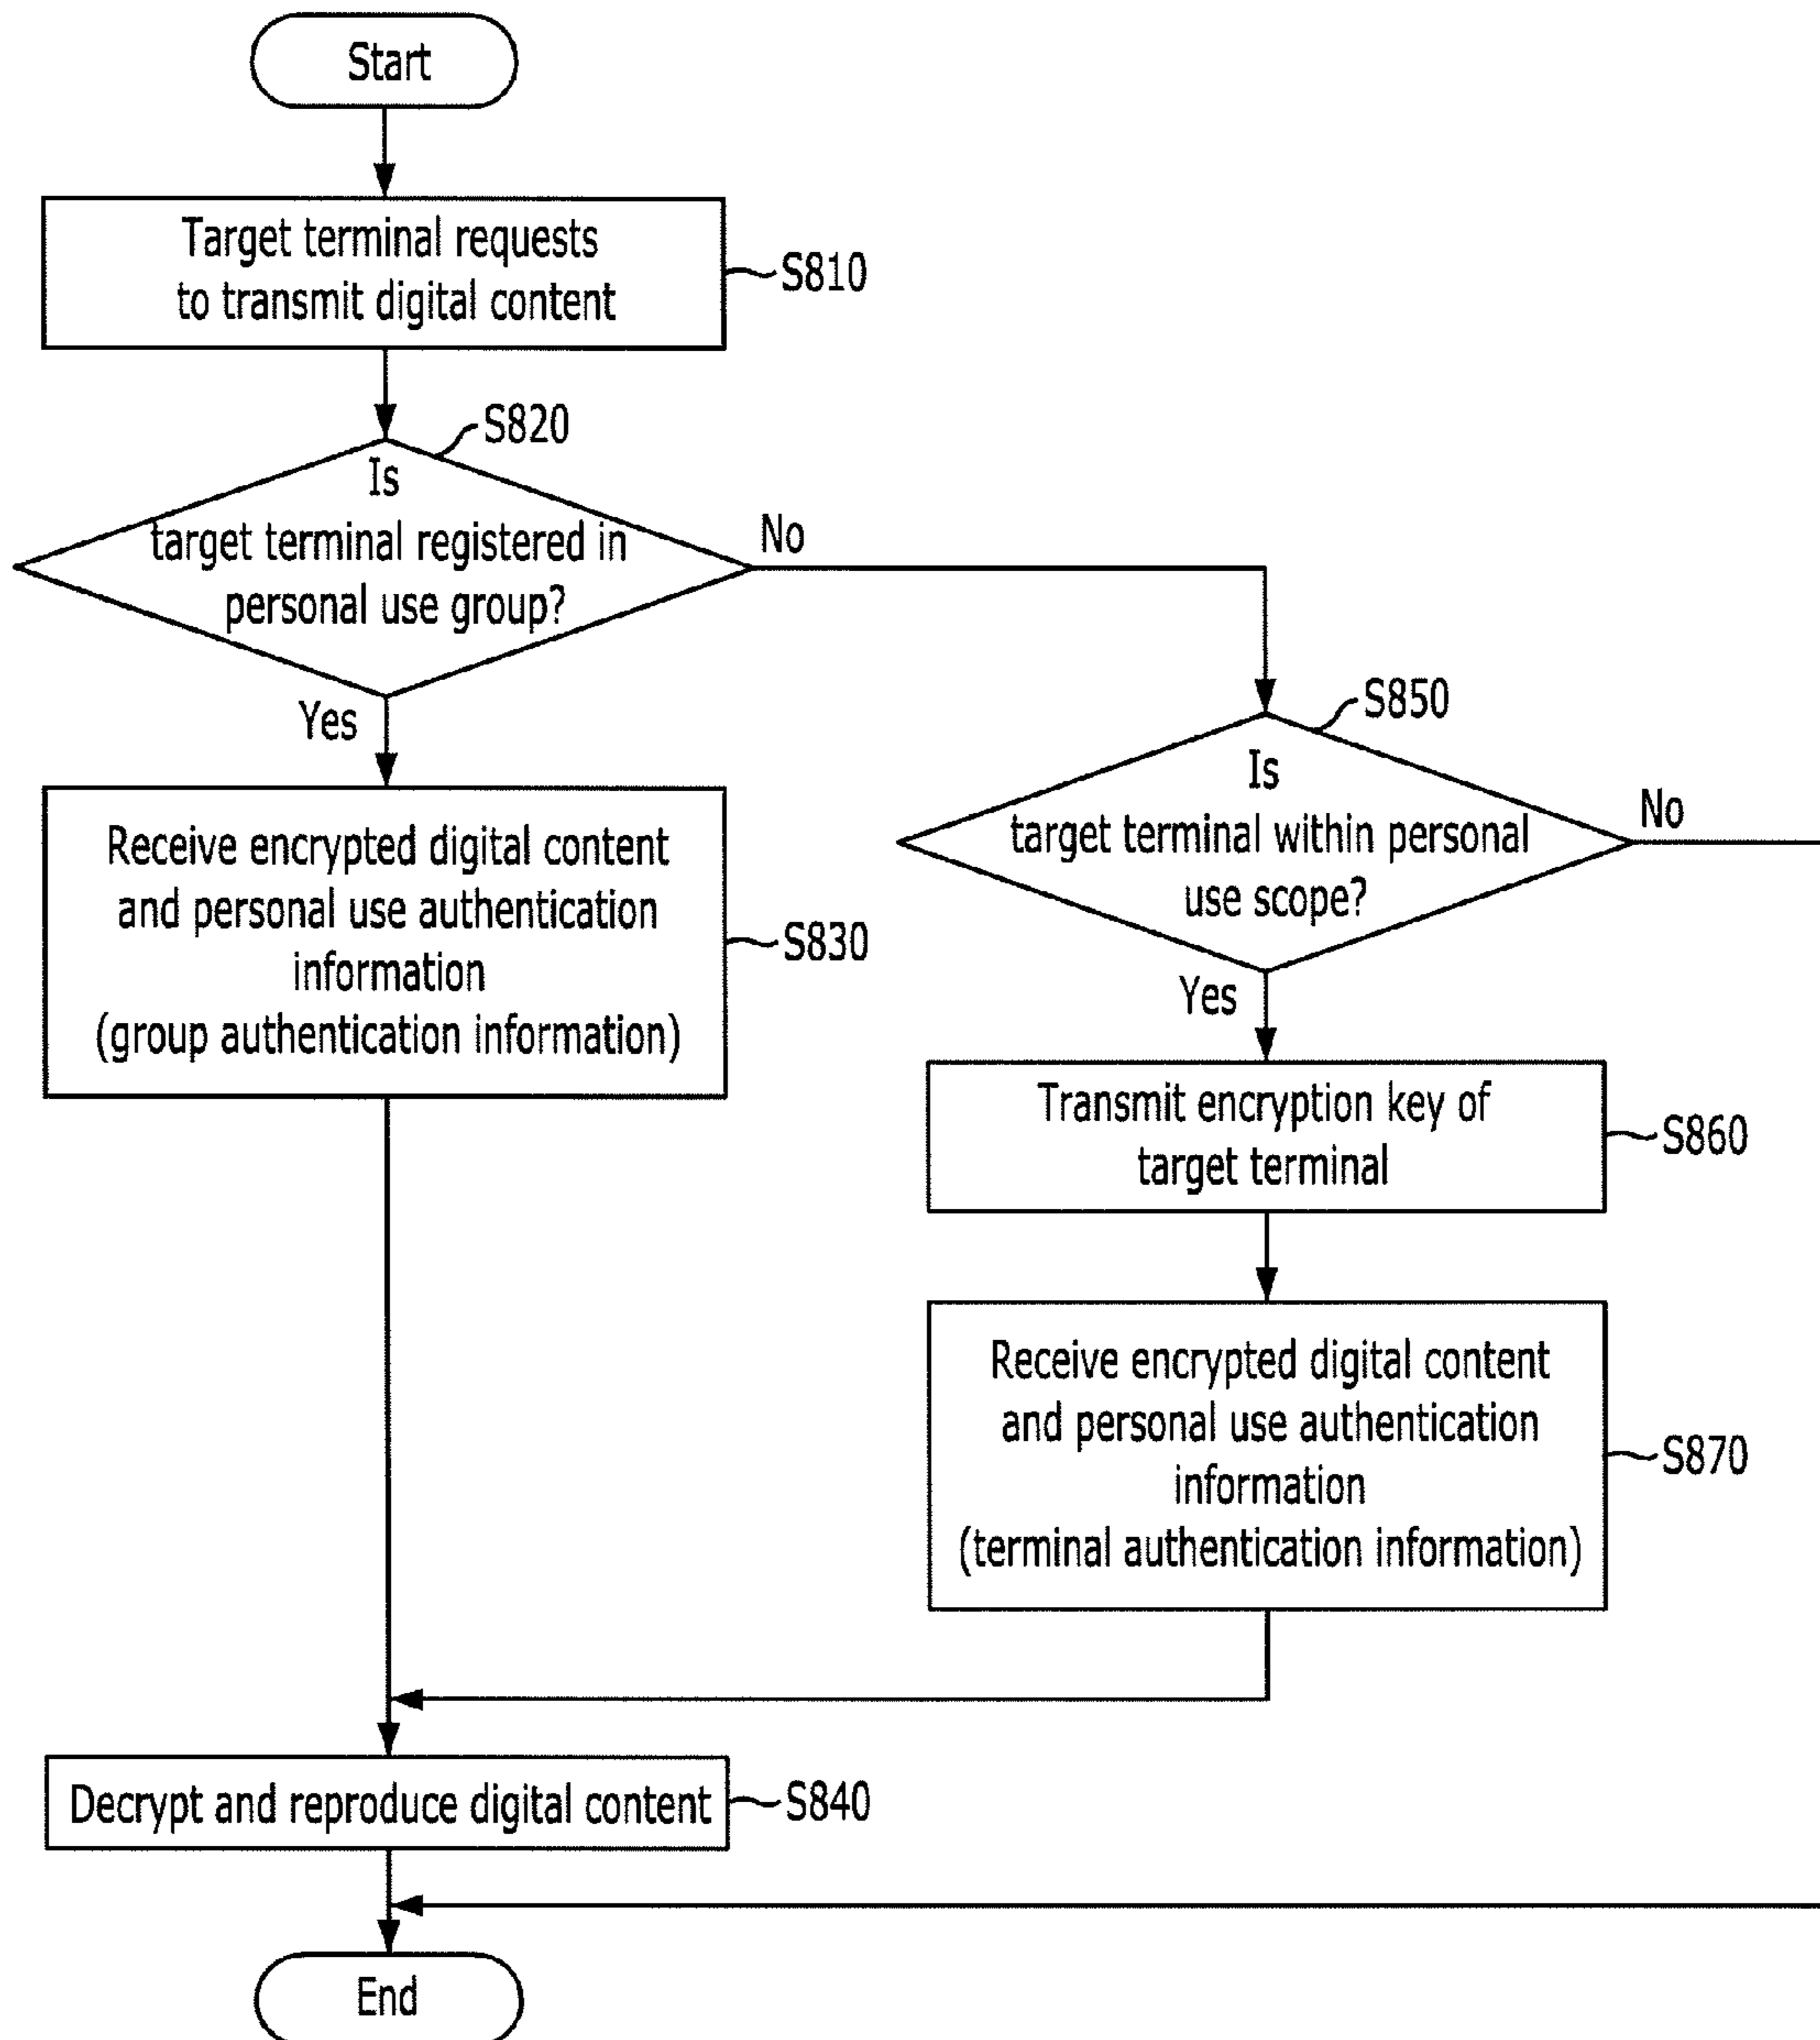 Start
Target terminal requests
to transmit digital content
S810
S820
Is
target terminal registered in
personal use group?
No
Yes
S850
Is
target terminal within personal
use scope?
No
Yes
Receive encrypted digital content
and personal use authentication
information
(group authentication information)
S830
Transmit encryption key of
target terminal
S860
Receive encrypted digital content
and personal use authentication
information
(terminal authentication information)
S870
Decrypt and reproduce digital content
S840
End